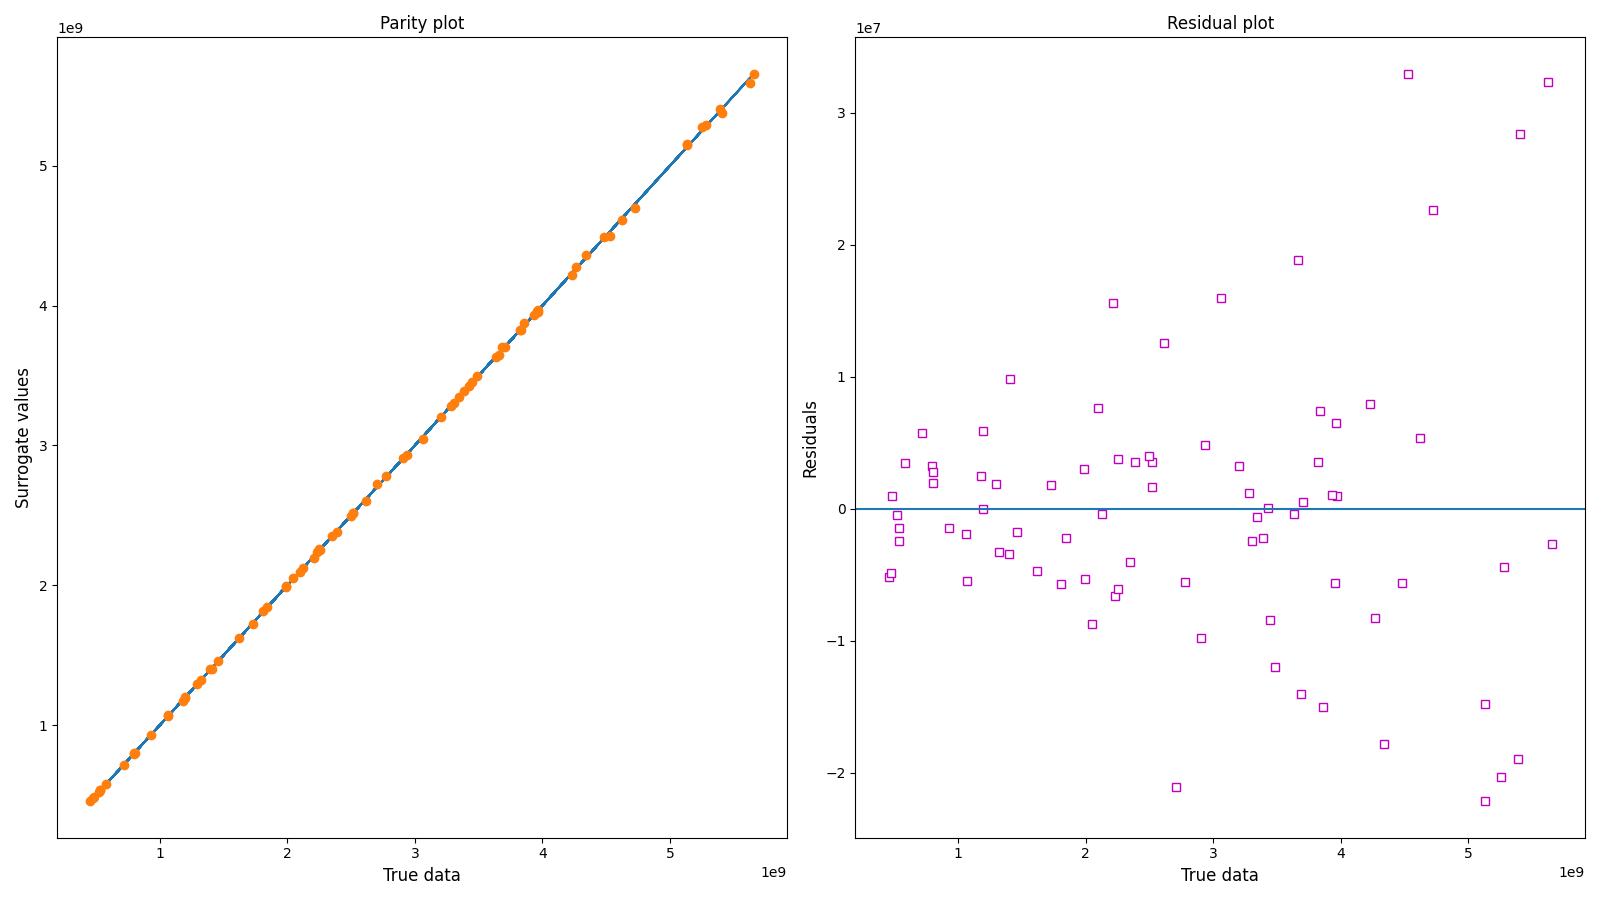 Parity plot
1e9
5
4
3
2
1
Surrogate values
1 2 3 4 5
1e9
True data
Residual plot
1e7
3
2
1
0
−1
−2
Residuals
1 2 3 4 5
1e9
True data